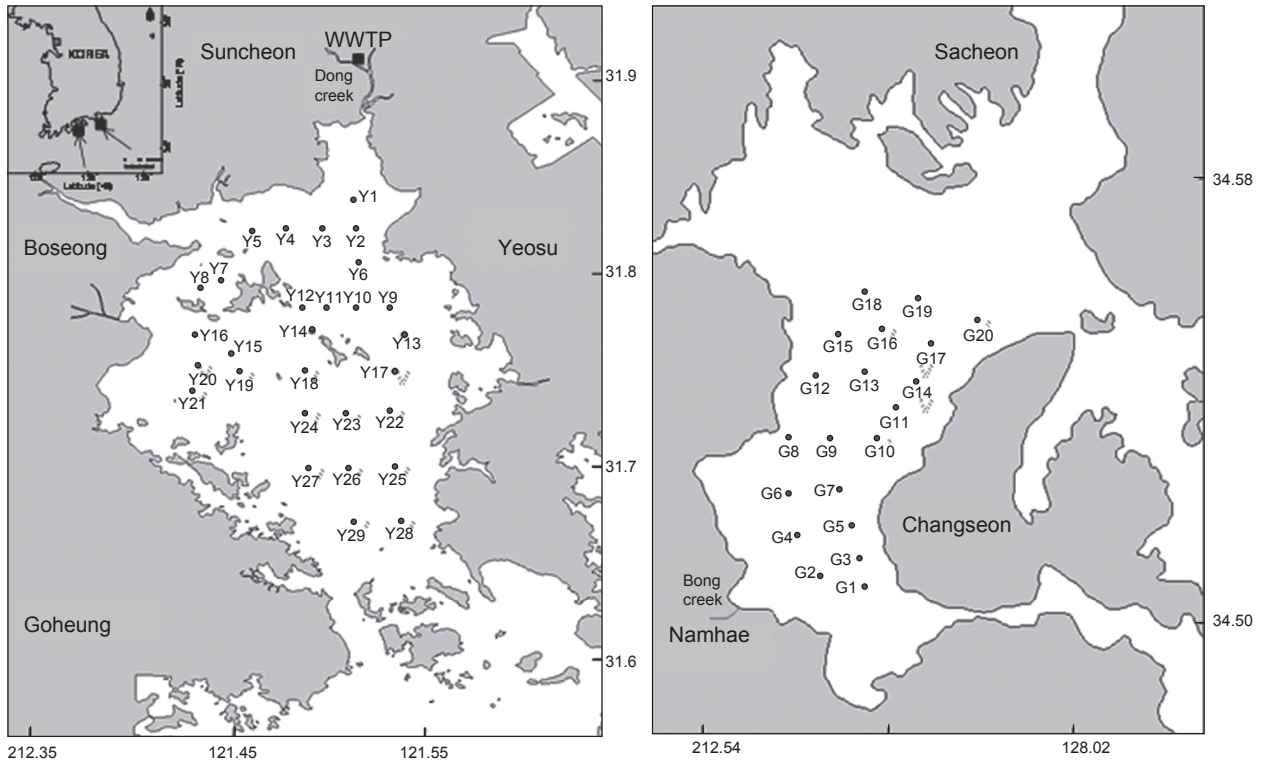 KOREA
Suncheon
WWTP
Dong
creek
31.9
Y1
Y5
Y4
Y3
Y2
Boseong
Yeosu
Y6
Y7
Y8
31.8
Y12
Y11
Y10
Y9
Y14
Y13
Y16
Y15
Y20
Y19
Y18
Y17
Y21
Y24
Y23
Y22
31.7
Y27
Y26
Y25
Y29
Y28
Goheung
31.6
212.35
121.45
121.55
Sacheon
34.58
G18
G19
G20
G15
G16
G17
G12
G13
G14
G11
G8
G9
G10
G6
G7
G5
Changseon
G4
G3
G2
G1
Bong
creek
Namhae
34.50
212.54
128.02